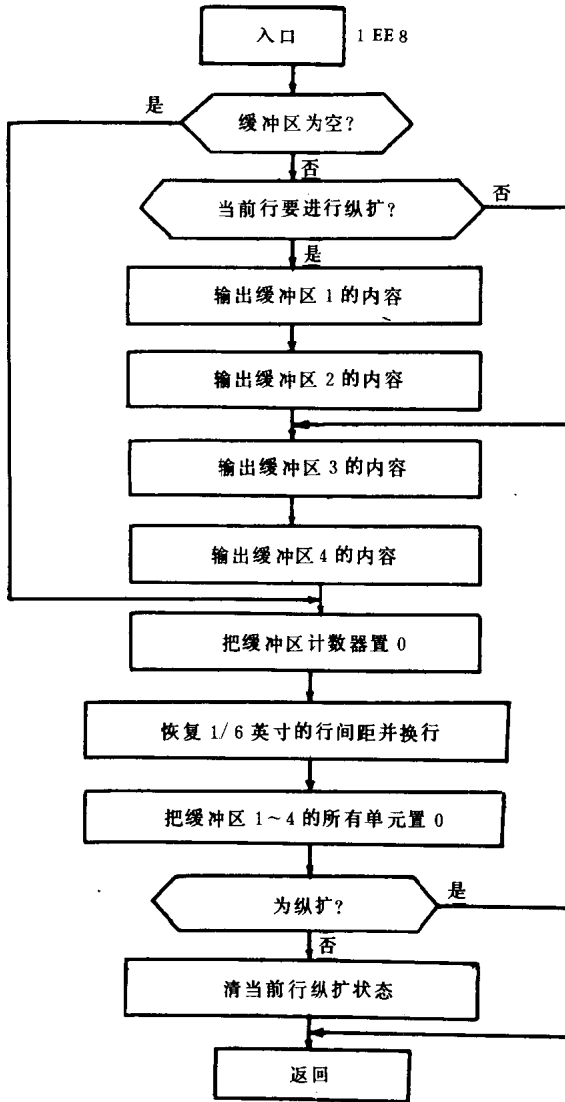 入口 1EE8
是
缓冲区为空?
否
当前行要进行纵扩?
否
是
输出缓冲区1的内容
输出缓冲区2的内容
输出缓冲区3的内容
输出缓冲区4的内容
把缓冲区计数器置0
恢复1/6英寸的行间距并换行
把缓冲区1~4的所有单元置0
为纵扩?
是
否
清当前行纵扩状态
返回